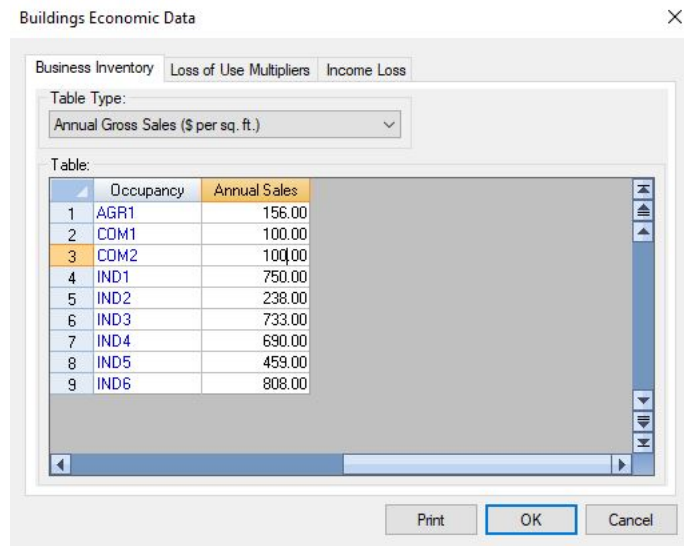 Buildings Economic Data
Business Inventory Loss of Use Multipliers Income Loss
Table Type:
Annual Gross Sales ($ per sq. ft.)
Table:
Occupancy Annual Sales
1 AGR1 156.00
2 COM1 100.00
3 COM2 100.00
4 IND1 750.00
5 IND2 238.00
6 IND3 733.00
7 IND4 690.00
8 IND5 459.00
9 IND6 808.00
Print OK Cancel